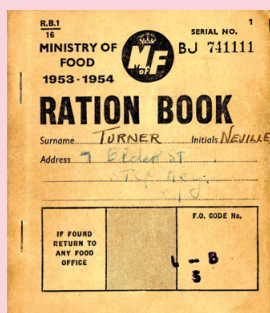 R.B.1 1
16
SERIAL NO.
MINISTRY OF BJ 741111
FOOD
1953-1954
M F
OF
RATION BOOK
Surname TURNER Initials NEVILLE
Address 7 St
IF FOUND
RETURN TO
ANY FOOD
OFFICE
F.O. CODE No.
L - B
5